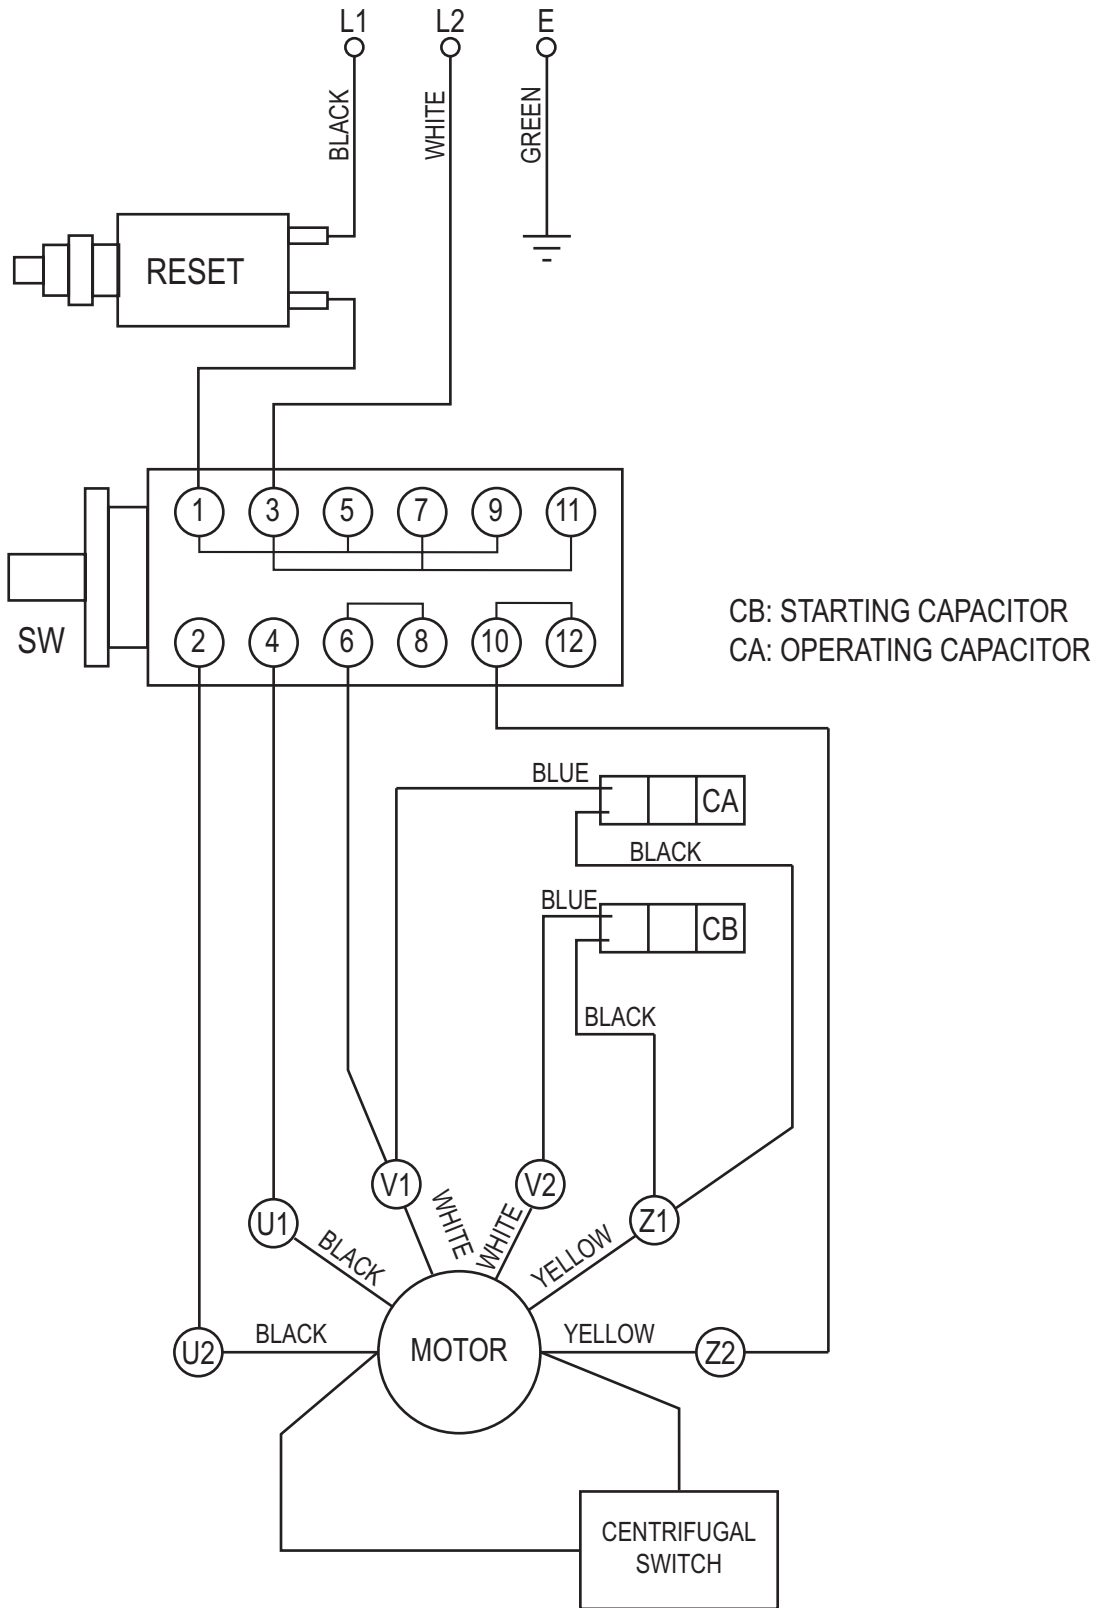 L1
L2
E
BLACK
WHITE
GREEN
RESET
1
3
5
7
9
11
SW
2
4
6
8
10
12
CB: STARTING CAPACITOR
CA: OPERATING CAPACITOR
BLUE
CA
BLACK
BLUE
CB
BLACK
V1
V2
U1
Z1
BLACK
WHITE
WHITE
YELLOW
U2
BLACK
MOTOR
YELLOW
Z2
CENTRIFUGAL
SWITCH